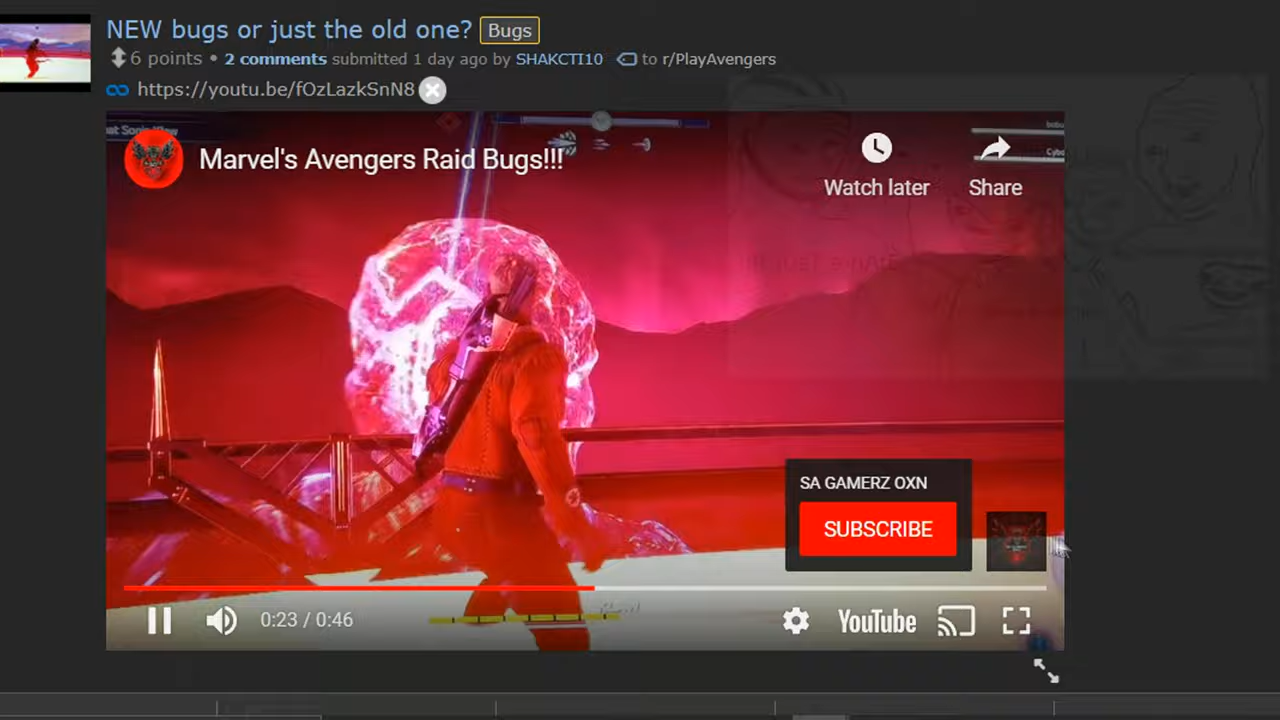 NEW bugs or just the old one? Bugs
6 points • 2 comments submitted 1 day ago by SHAKCTI10 to r/PlayAvengers
https://youtu.be/fOzLazkSnN8
Marvel's Avengers Raid Bugs!!!
Watch later
Share
SA GAMERZ OXN
SUBSCRIBE
0:23 / 0:46
YouTube